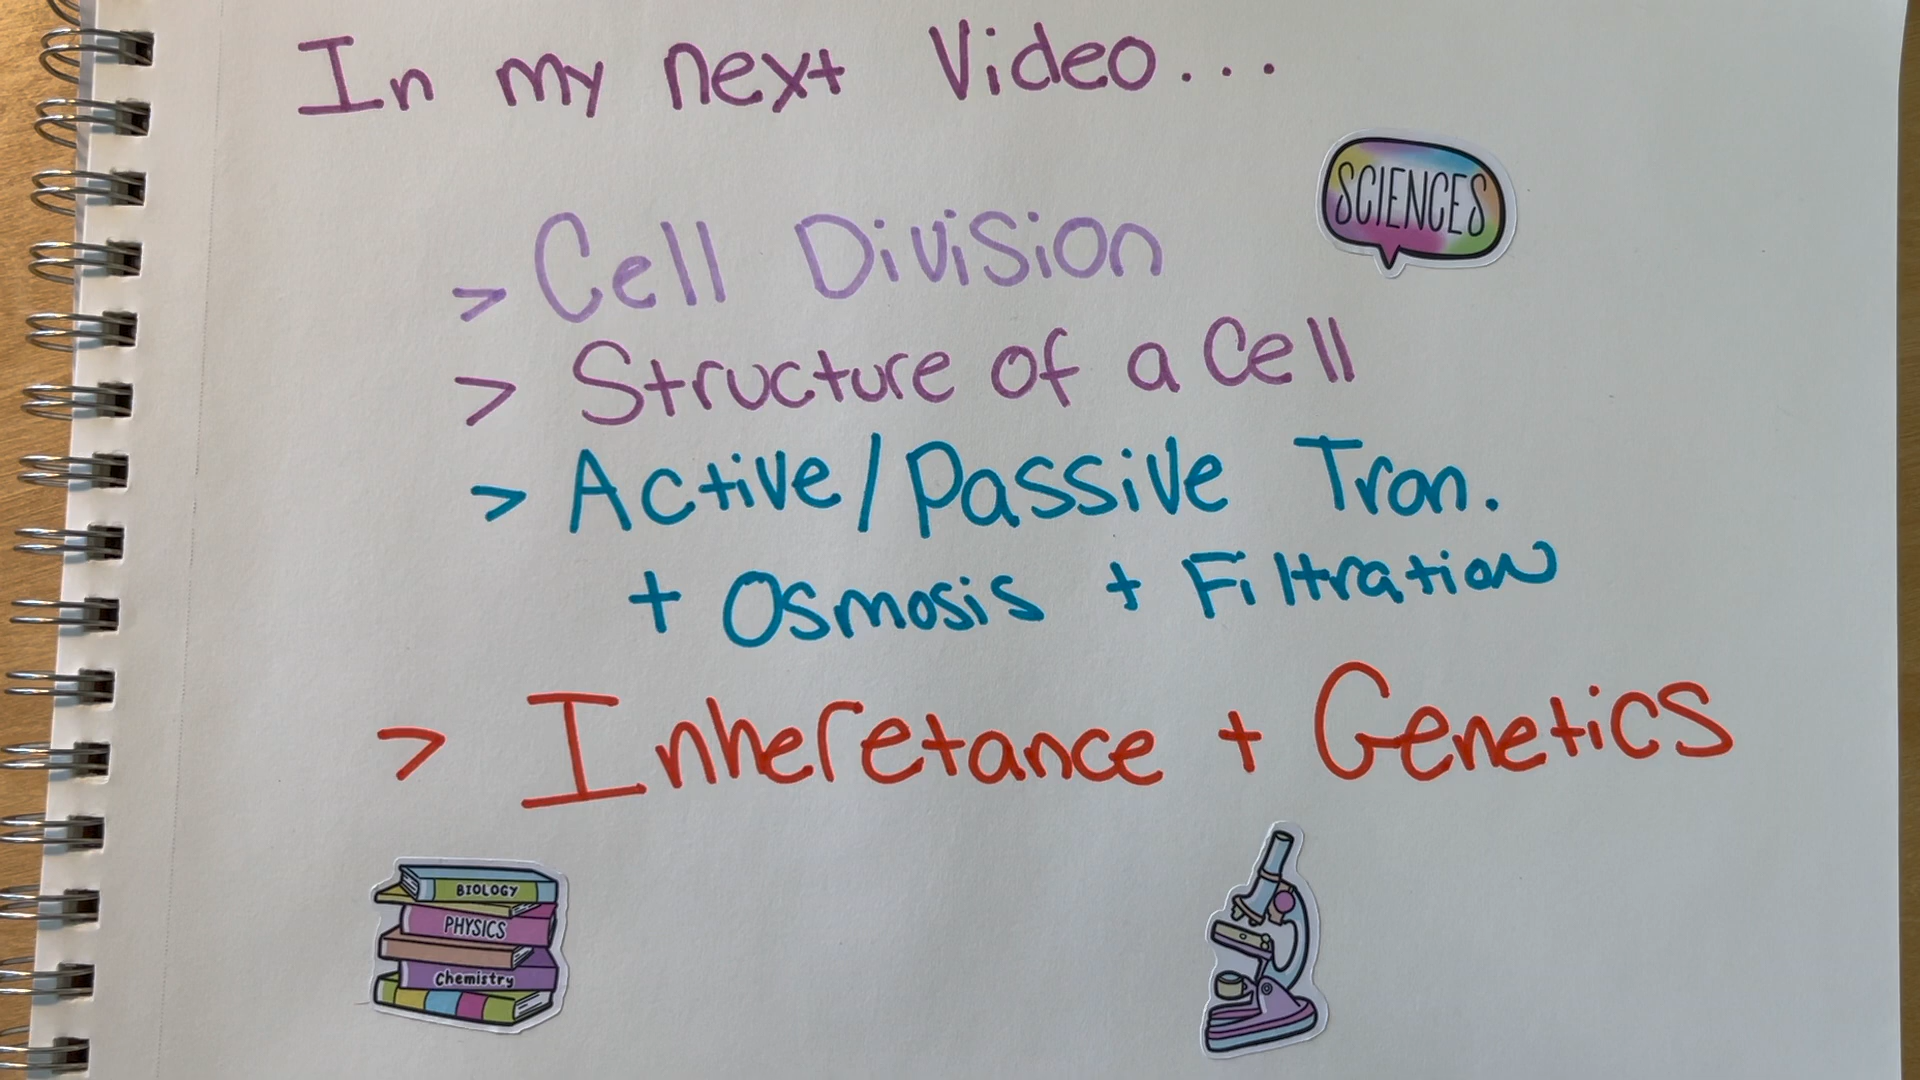 In my next Video...
SCIENCES
> Cell Division
> Structure of a Cell
> Active/Passive Tran.
+ Osmosis + Filtration
> Inheretance + Genetics
BIOLOGY
PHYSICS
Chemistry